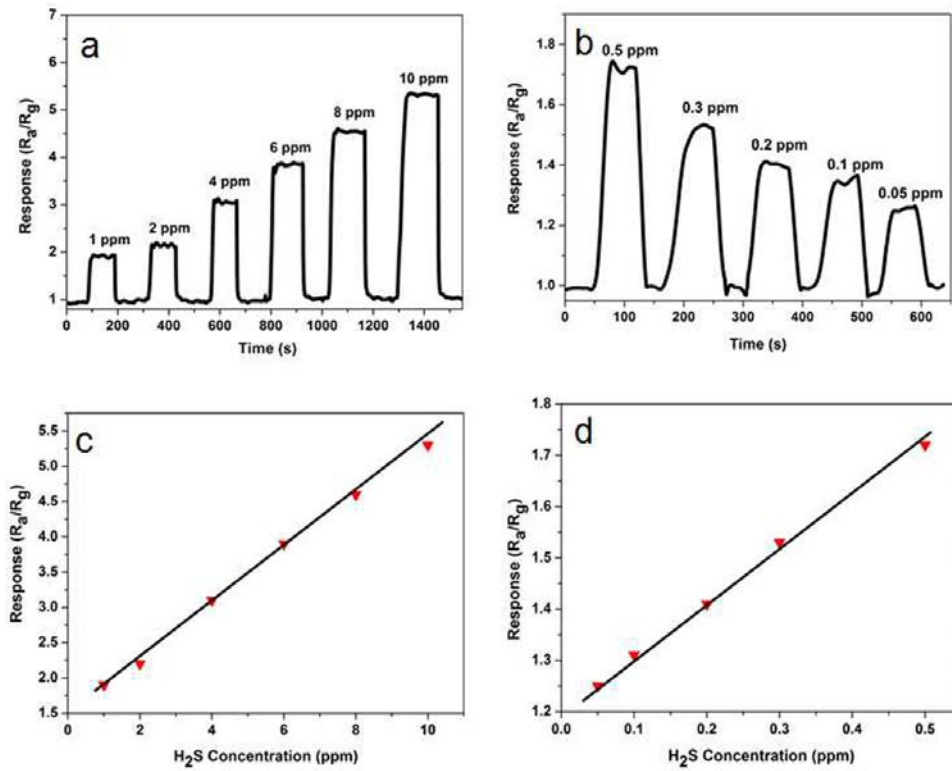 a
7
6
5
4
3
2
1
Response (Ra/Rg)
1 ppm
2 ppm
4 ppm
6 ppm
8 ppm
10 ppm
0 200 400 600 800 1000 1200 1400
Time (s)
b
1.8
1.6
1.4
1.2
1.0
Response (Ra/Rg)
0.5 ppm
0.3 ppm
0.2 ppm
0.1 ppm
0.05 ppm
0 100 200 300 400 500 600
Time (s)
c
5.5
5.0
4.5
4.0
3.5
3.0
2.5
2.0
1.5
Response (Ra/Rg)
0 2 4 6 8 10
H2S Concentration (ppm)
d
1.8
1.7
1.6
1.5
1.4
1.3
1.2
Response (Ra/Rg)
0.0 0.1 0.2 0.3 0.4 0.5
H2S Concentration (ppm)